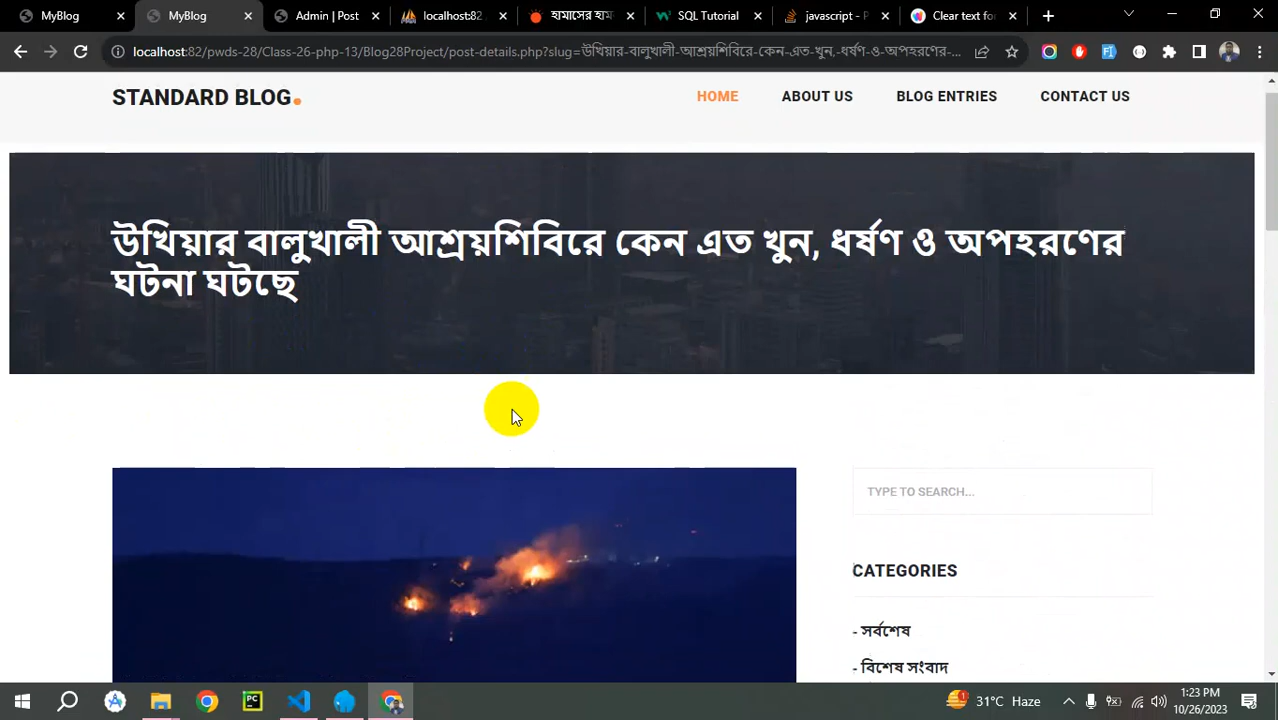 MyBlog
MyBlog
Admin | Post
localhost:82
হামাসের হাম
SQL Tutorial
javascript - P
Clear text fo
localhost:82/pwds-28/Class-26-php-13/Blog28Project/post-details.php?slug=উখিয়ার-বালুখালী-আশ্রয়শিবিরে-কেন-এত-খুন,-ধর্ষণ-ও-অপহরণের-...
STANDARD BLOG.
HOME
ABOUT US
BLOG ENTRIES
CONTACT US
উখিয়ার বালুখালী আশ্রয়শিবিরে কেন এত খুন, ধর্ষণ ও অপহরণের
ঘটনা ঘটছে
TYPE TO SEARCH...
CATEGORIES
- সর্বশেষ
- বিশেষ সংবাদ
31°C Haze
1:23 PM
10/26/2023